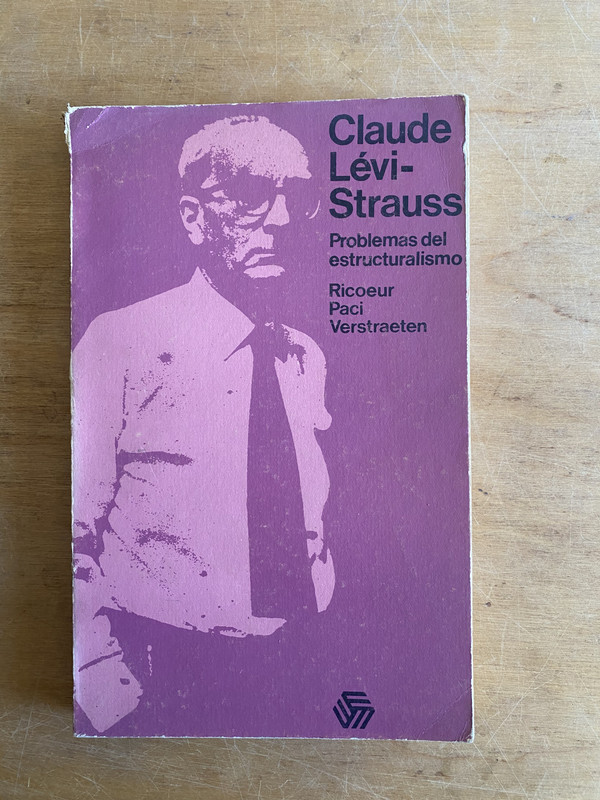 Claude
Lévi-
Strauss
Problemas del
estructuralismo
Ricoeur
Paci
Verstraeten